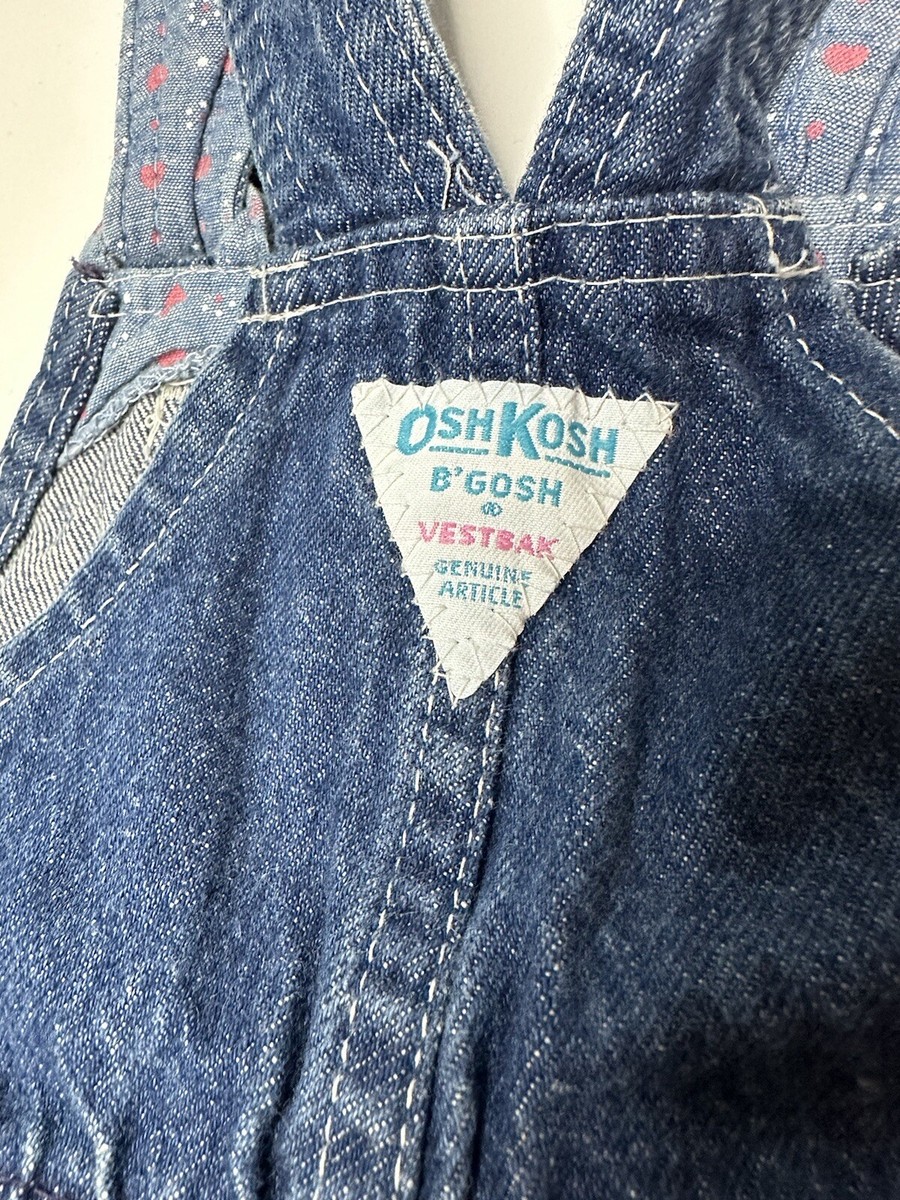 OSHKOSH
B'GOSH
®
VESTBAK
GENUINE
ARTICLE